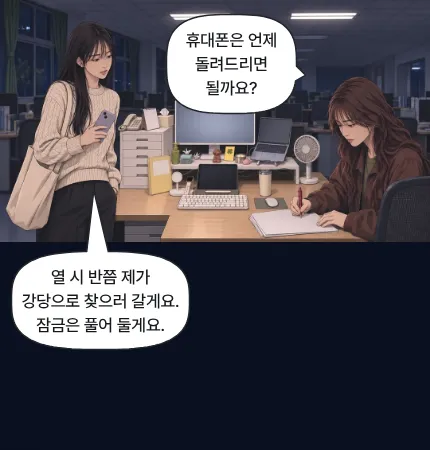 휴대폰은 언제
돌려드리면
될까요?
열 시 반쯤 제가
강당으로 찾으러 갈게요.
잠금은 풀어 둘게요.